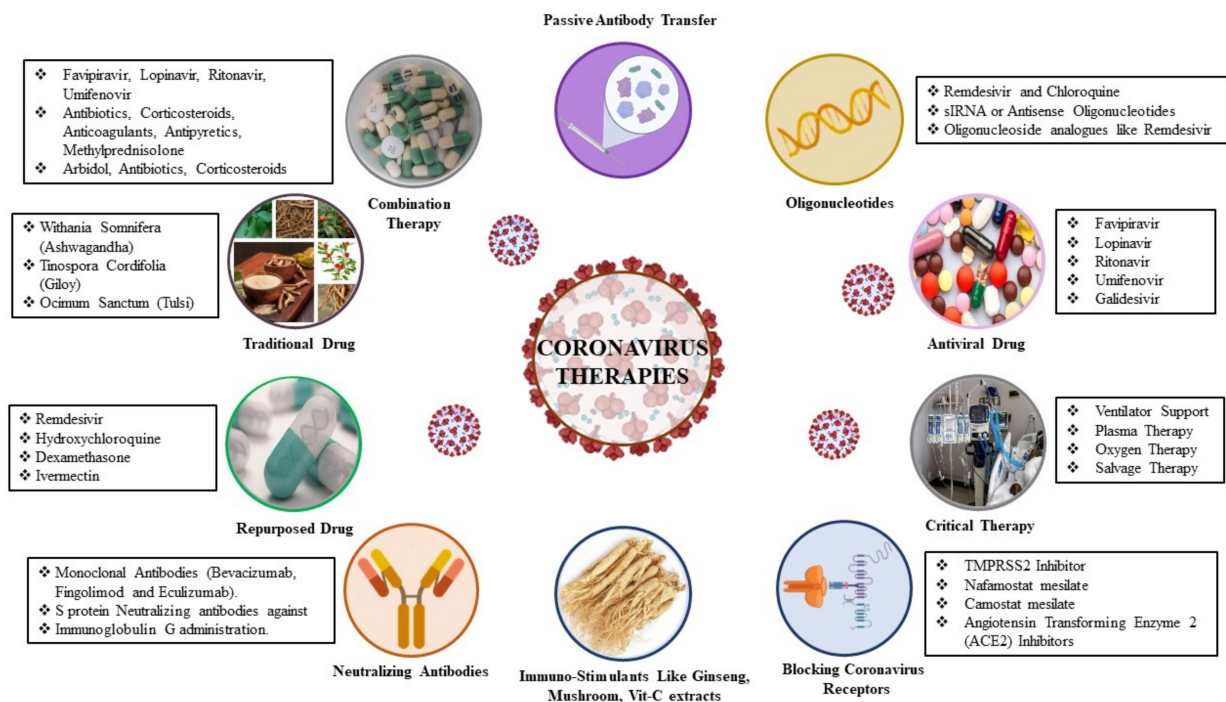 Passive Antibody Transfer
❖ Favipiravir, Lopinavir, Ritonavir,
Umifenovir
❖ Antibiotics, Corticosteroids,
Anticoagulants, Antipyretics,
Methylprednisolone
❖ Arbidol, Antibiotics, Corticosteroids
Combination
Therapy
❖ Remdesivir and Chloroquine
❖ sIRNA or Antisense Oligonucleotides
❖ Oligonucleoside analogues like Remdesivir
Oligonucleotides
❖ Withania Somnifera
(Ashwagandha)
❖ Tinospora Cordifolia
(Giloy)
❖ Ocimum Sanctum (Tulsi)
Traditional Drug
❖ Favipiravir
❖ Lopinavir
❖ Ritonavir
❖ Umifenovir
❖ Galidesivir
Antiviral Drug
CORONAVIRUS
THERAPIES
❖ Remdesivir
❖ Hydroxychloroquine
❖ Dexamethasone
❖ Ivermectin
Repurposed Drug
❖ Ventilator Support
❖ Plasma Therapy
❖ Oxygen Therapy
❖ Salvage Therapy
Critical Therapy
❖ Monoclonal Antibodies (Bevacizumab,
Fingolimod and Eculizumab).
❖ S protein Neutralizing antibodies against
❖ Immunoglobulin G administration.
Neutralizing Antibodies
Immuno-Stimulants Like Ginseng,
Mushroom, Vit-C extracts
❖ TMPRSS2 Inhibitor
❖ Nafamostat mesilate
❖ Camostat mesilate
❖ Angiotensin Transforming Enzyme 2
(ACE2) Inhibitors
Blocking Coronavirus
Receptors